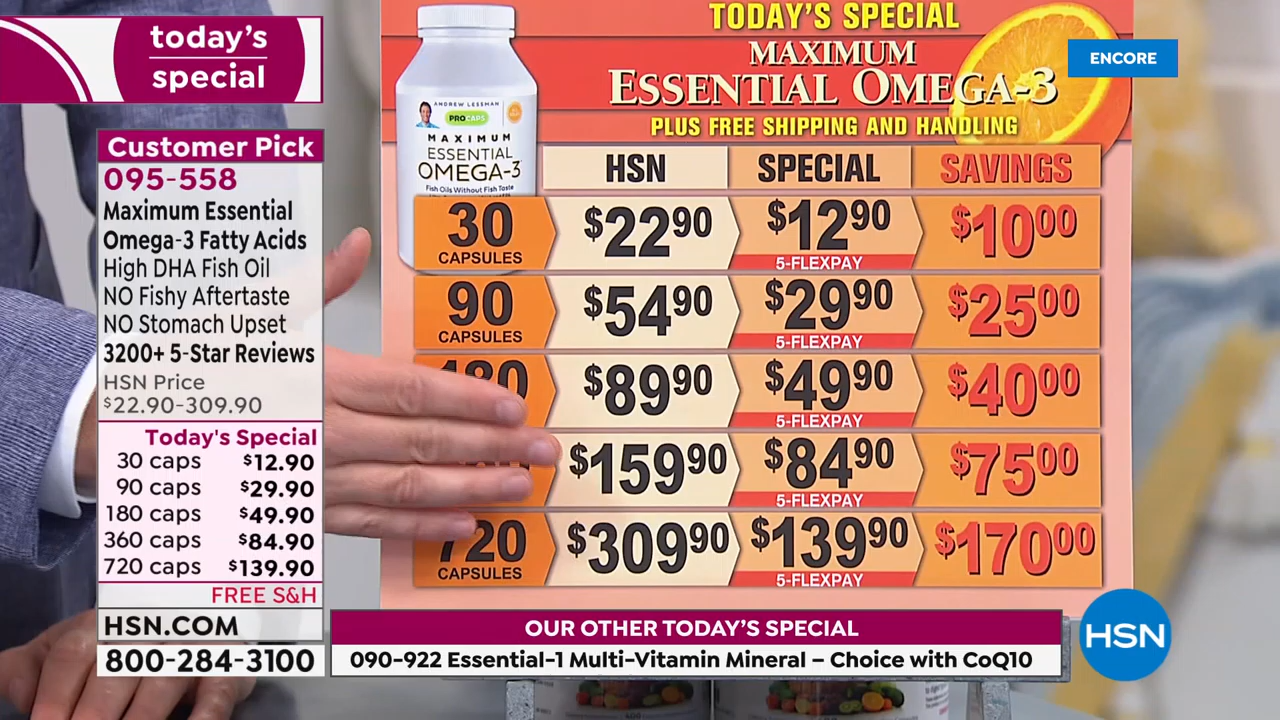 today's
special
Customer Pick
095-558
Maximum Essential
Omega-3 Fatty Acids
High DHA Fish Oil
NO Fishy Aftertaste
NO Stomach Upset
3200+ 5-Star Reviews
HSN Price
$22.90-309.90
Today's Special
30 caps $12.90
90 caps $29.90
180 caps $49.90
360 caps $84.90
720 caps $139.90
FREE S&H
HSN.COM
800-284-3100
ENCORE
TODAY'S SPECIAL
MAXIMUM
ESSENTIAL OMEGA-3
PLUS FREE SHIPPING AND HANDLING
ANDREW LESSMAN
PROCAPS
MAXIMUM
ESSENTIAL
OMEGA-3
Fish Oils Without Fish Taste
HSN SPECIAL SAVINGS
30 CAPSULES $22.90 $12.90 5-FLEXPAY $10.00
90 CAPSULES $54.90 $29.90 5-FLEXPAY $25.00
180 $89.90 $49.90 5-FLEXPAY $40.00
$159.90 $84.90 5-FLEXPAY $75.00
720 CAPSULES $309.90 $139.90 5-FLEXPAY $170.00
OUR OTHER TODAY'S SPECIAL
090-922 Essential-1 Multi-Vitamin Mineral – Choice with CoQ10
HSN